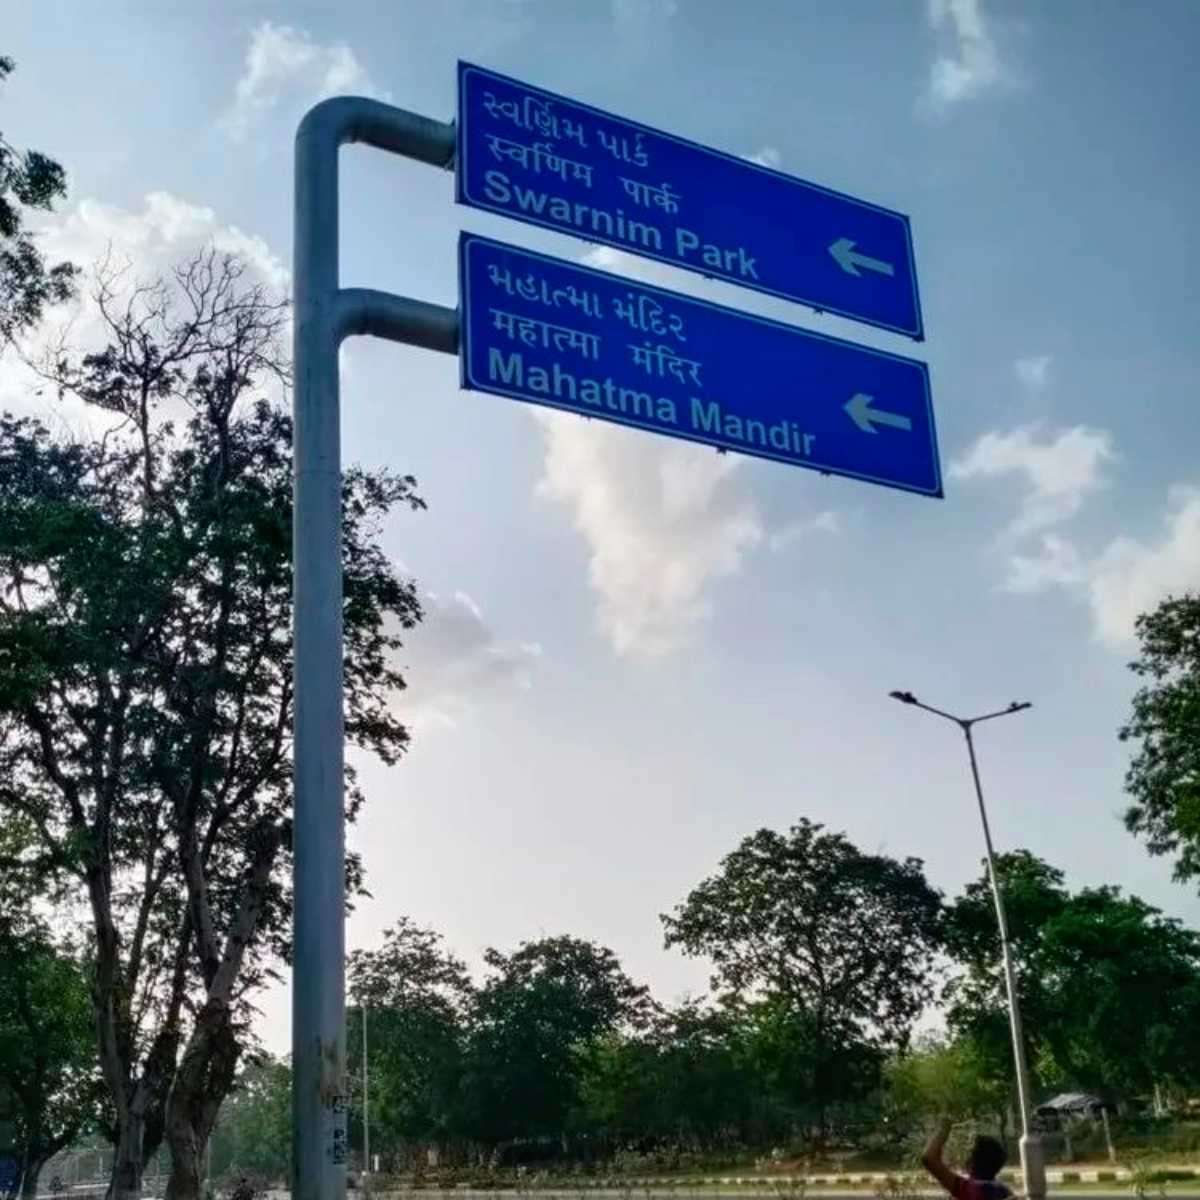 સ્વર્ણિમ પાર્ક
स्वर्णिम पार्क
Swarnim Park
મહાત્મા મંદિર
महात्मा मंदिर
Mahatma Mandir